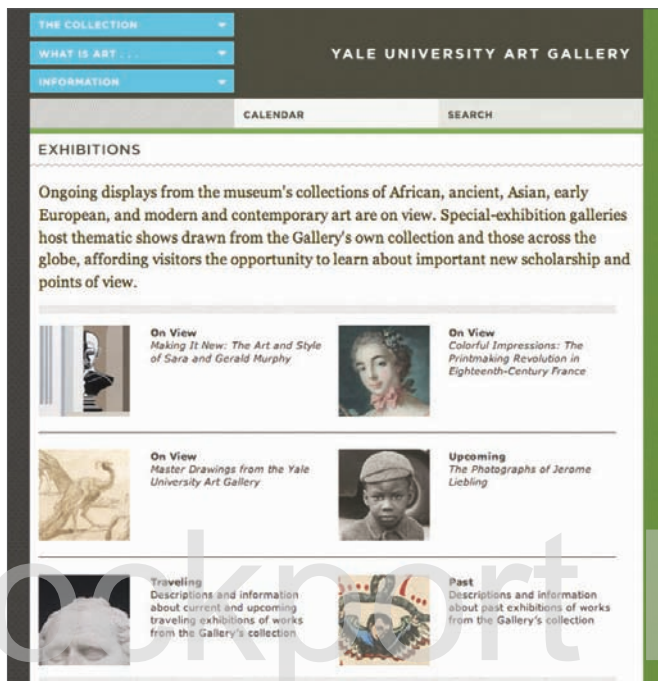 THE COLLECTION
WHAT IS ART . . .
INFORMATION
YALE UNIVERSITY ART GALLERY
CALENDAR
SEARCH
EXHIBITIONS
Ongoing displays from the museum's collections of African, ancient, Asian, early
European, and modern and contemporary art are on view. Special-exhibition galleries
host thematic shows drawn from the Gallery's own collection and those across the
globe, affording visitors the opportunity to learn about important new scholarship and
points of view.
On View
Making It New: The Art and Style
of Sara and Gerald Murphy
On View
Colorful Impressions: The
Printmaking Revolution in
Eighteenth-Century France
On View
Master Drawings from the Yale
University Art Gallery
Upcoming
The Photographs of Jerome
Liebling
Traveling
Descriptions and information
about current and upcoming
traveling exhibitions of works
from the Gallery's collection
Past
Descriptions and information
about past exhibitions of works
from the Gallery's collection
ockport